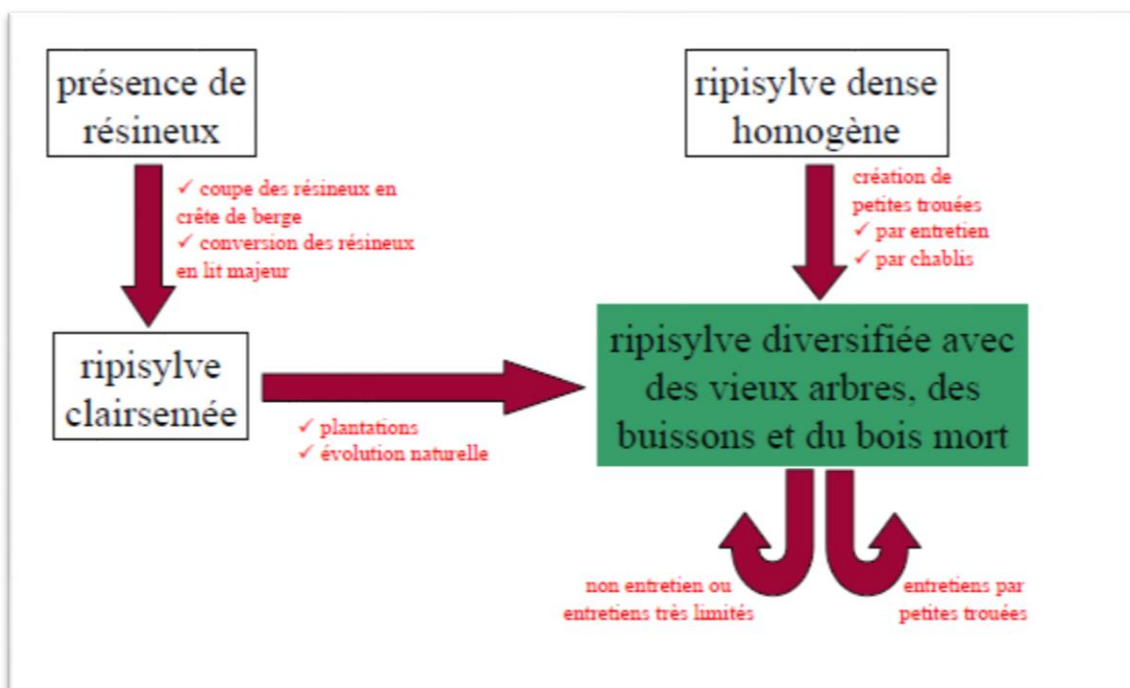 présence de
résineux
ripisylve dense
homogène
✓ coupe des résineux en
crête de berge
✓ conversion des résineux
en lit majeur
création de
petites trouées
✓ par entretien
✓ par chablis
ripisylve
clairsemée
ripisylve diversifiée avec
des vieux arbres, des
buissons et du bois mort
✓ plantations
✓ évolution naturelle
non entretien ou
entretiens très limités
entretiens par
petites trouées